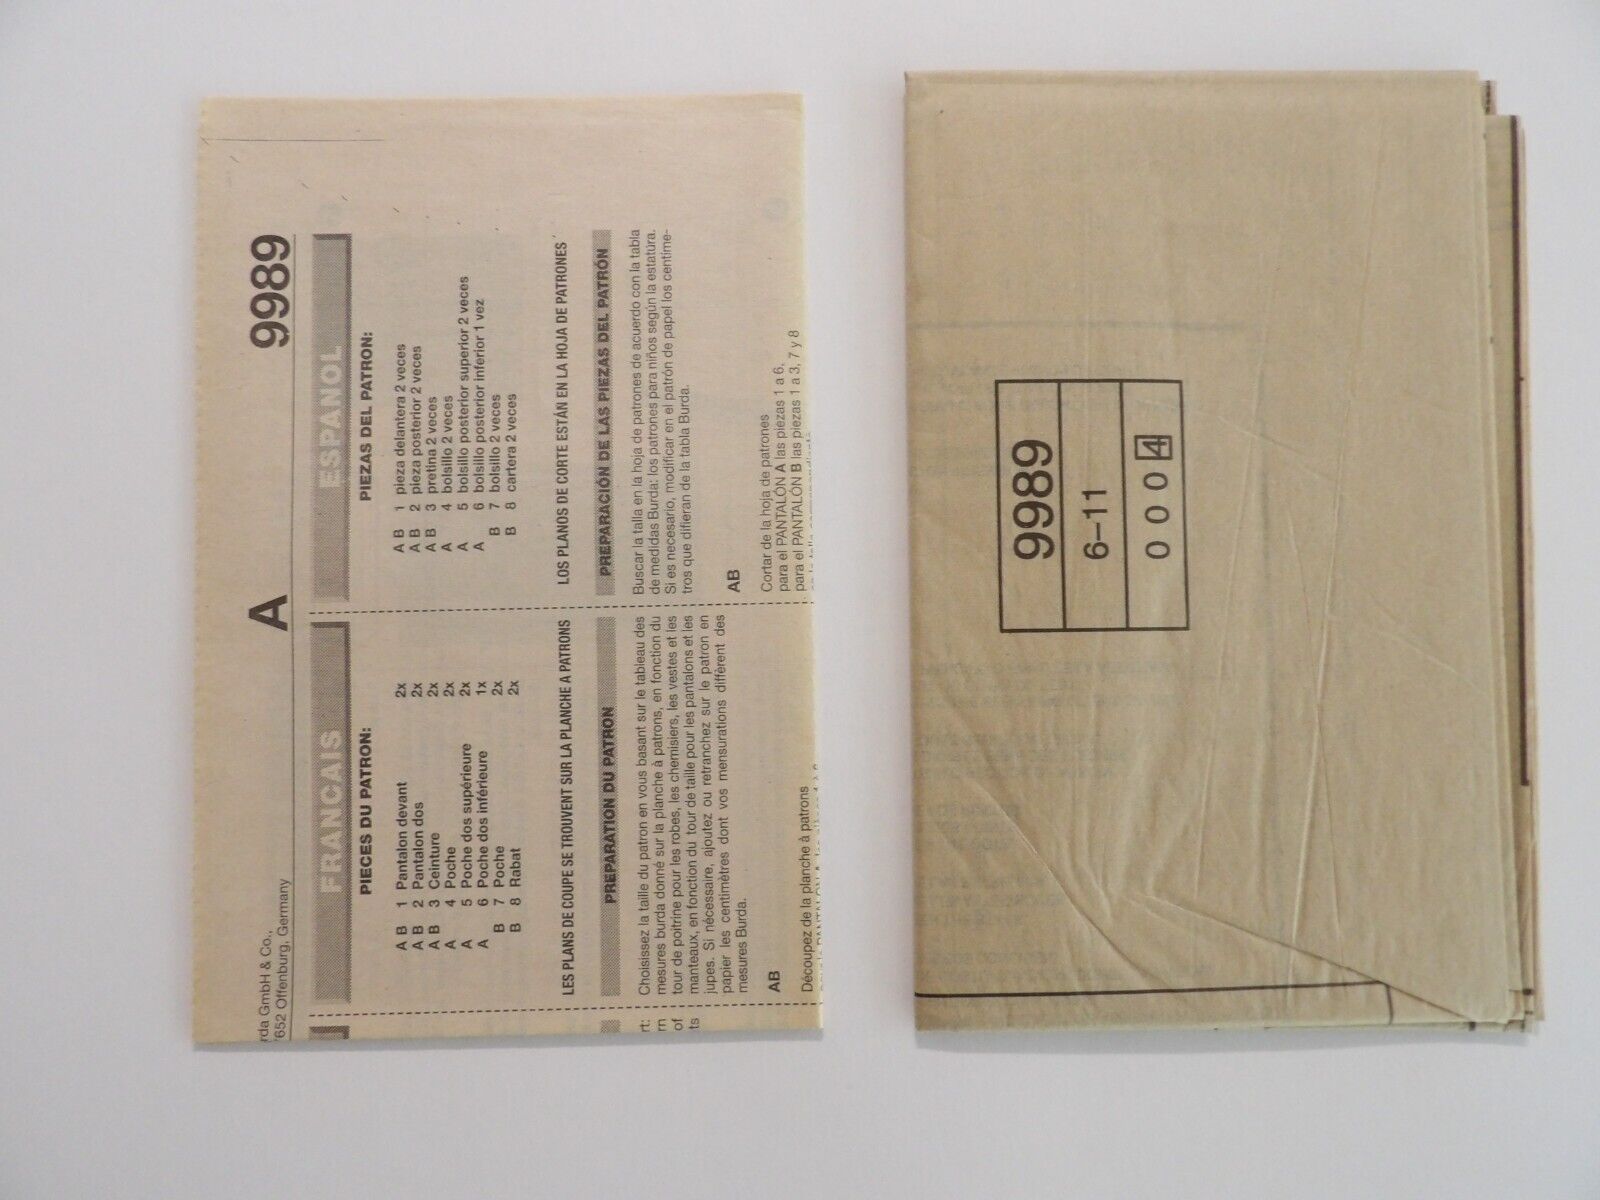 rda GmbH & Co.,
652 Offenburg, Germany
A
9989
FRANCAIS
PIECES DU PATRON:
A B 1 Pantalon devant 2x
A B 2 Pantalon dos 2x
A B 3 Ceinture 2x
A 4 Poche 2x
A 5 Poche dos supérieure 2x
A 6 Poche dos inférieure 1x
B 7 Poche 2x
B 8 Rabat 2x
LES PLANS DE COUPE SE TROUVENT SUR LA PLANCHE A PATRONS
PREPARATION DU PATRON
Choisissez la taille du patron en vous basant sur le tableau des
mesures burda donné sur la planche à patrons, en fonction du
tour de poitrine pour les robes, les chemisiers, les vestes et les
manteaux, en fonction du tour de taille pour les pantalons et les
jupes. Si nécessaire, ajoutez ou retranchez sur le patron en
papier les centimètres dont vos mensurations diffèrent des
mesures Burda.
AB
Découpez de la planche à patrons
ESPANOL
PIEZAS DEL PATRON:
A B 1 pieza delantera 2 veces
A B 2 pieza posterior 2 veces
A B 3 pretina 2 veces
A 4 bolsillo 2 veces
A 5 bolsillo posterior superior 2 veces
A 6 bolsillo posterior inferior 1 vez
B 7 bolsillo 2 veces
B 8 cartera 2 veces
LOS PLANOS DE CORTE ESTÁN EN LA HOJA DE PATRONES
PREPARACIÓN DE LAS PIEZAS DEL PATRÓN
Buscar la talla en la hoja de patrones de acuerdo con la tabla
de medidas Burda: los patrones para niños según la estatúra.
Si es necesario, modificar en el patrón de papel los centíme-
tros que difieran de la tabla Burda.
AB
Cortar de la hoja de patrones
para el PANTALÓN A las piezas 1 a 6,
para el PANTALÓN B las piezas 1 a 3, 7 y 8
rt:
rn
of
ts
9989
6–11
0 0 0 4